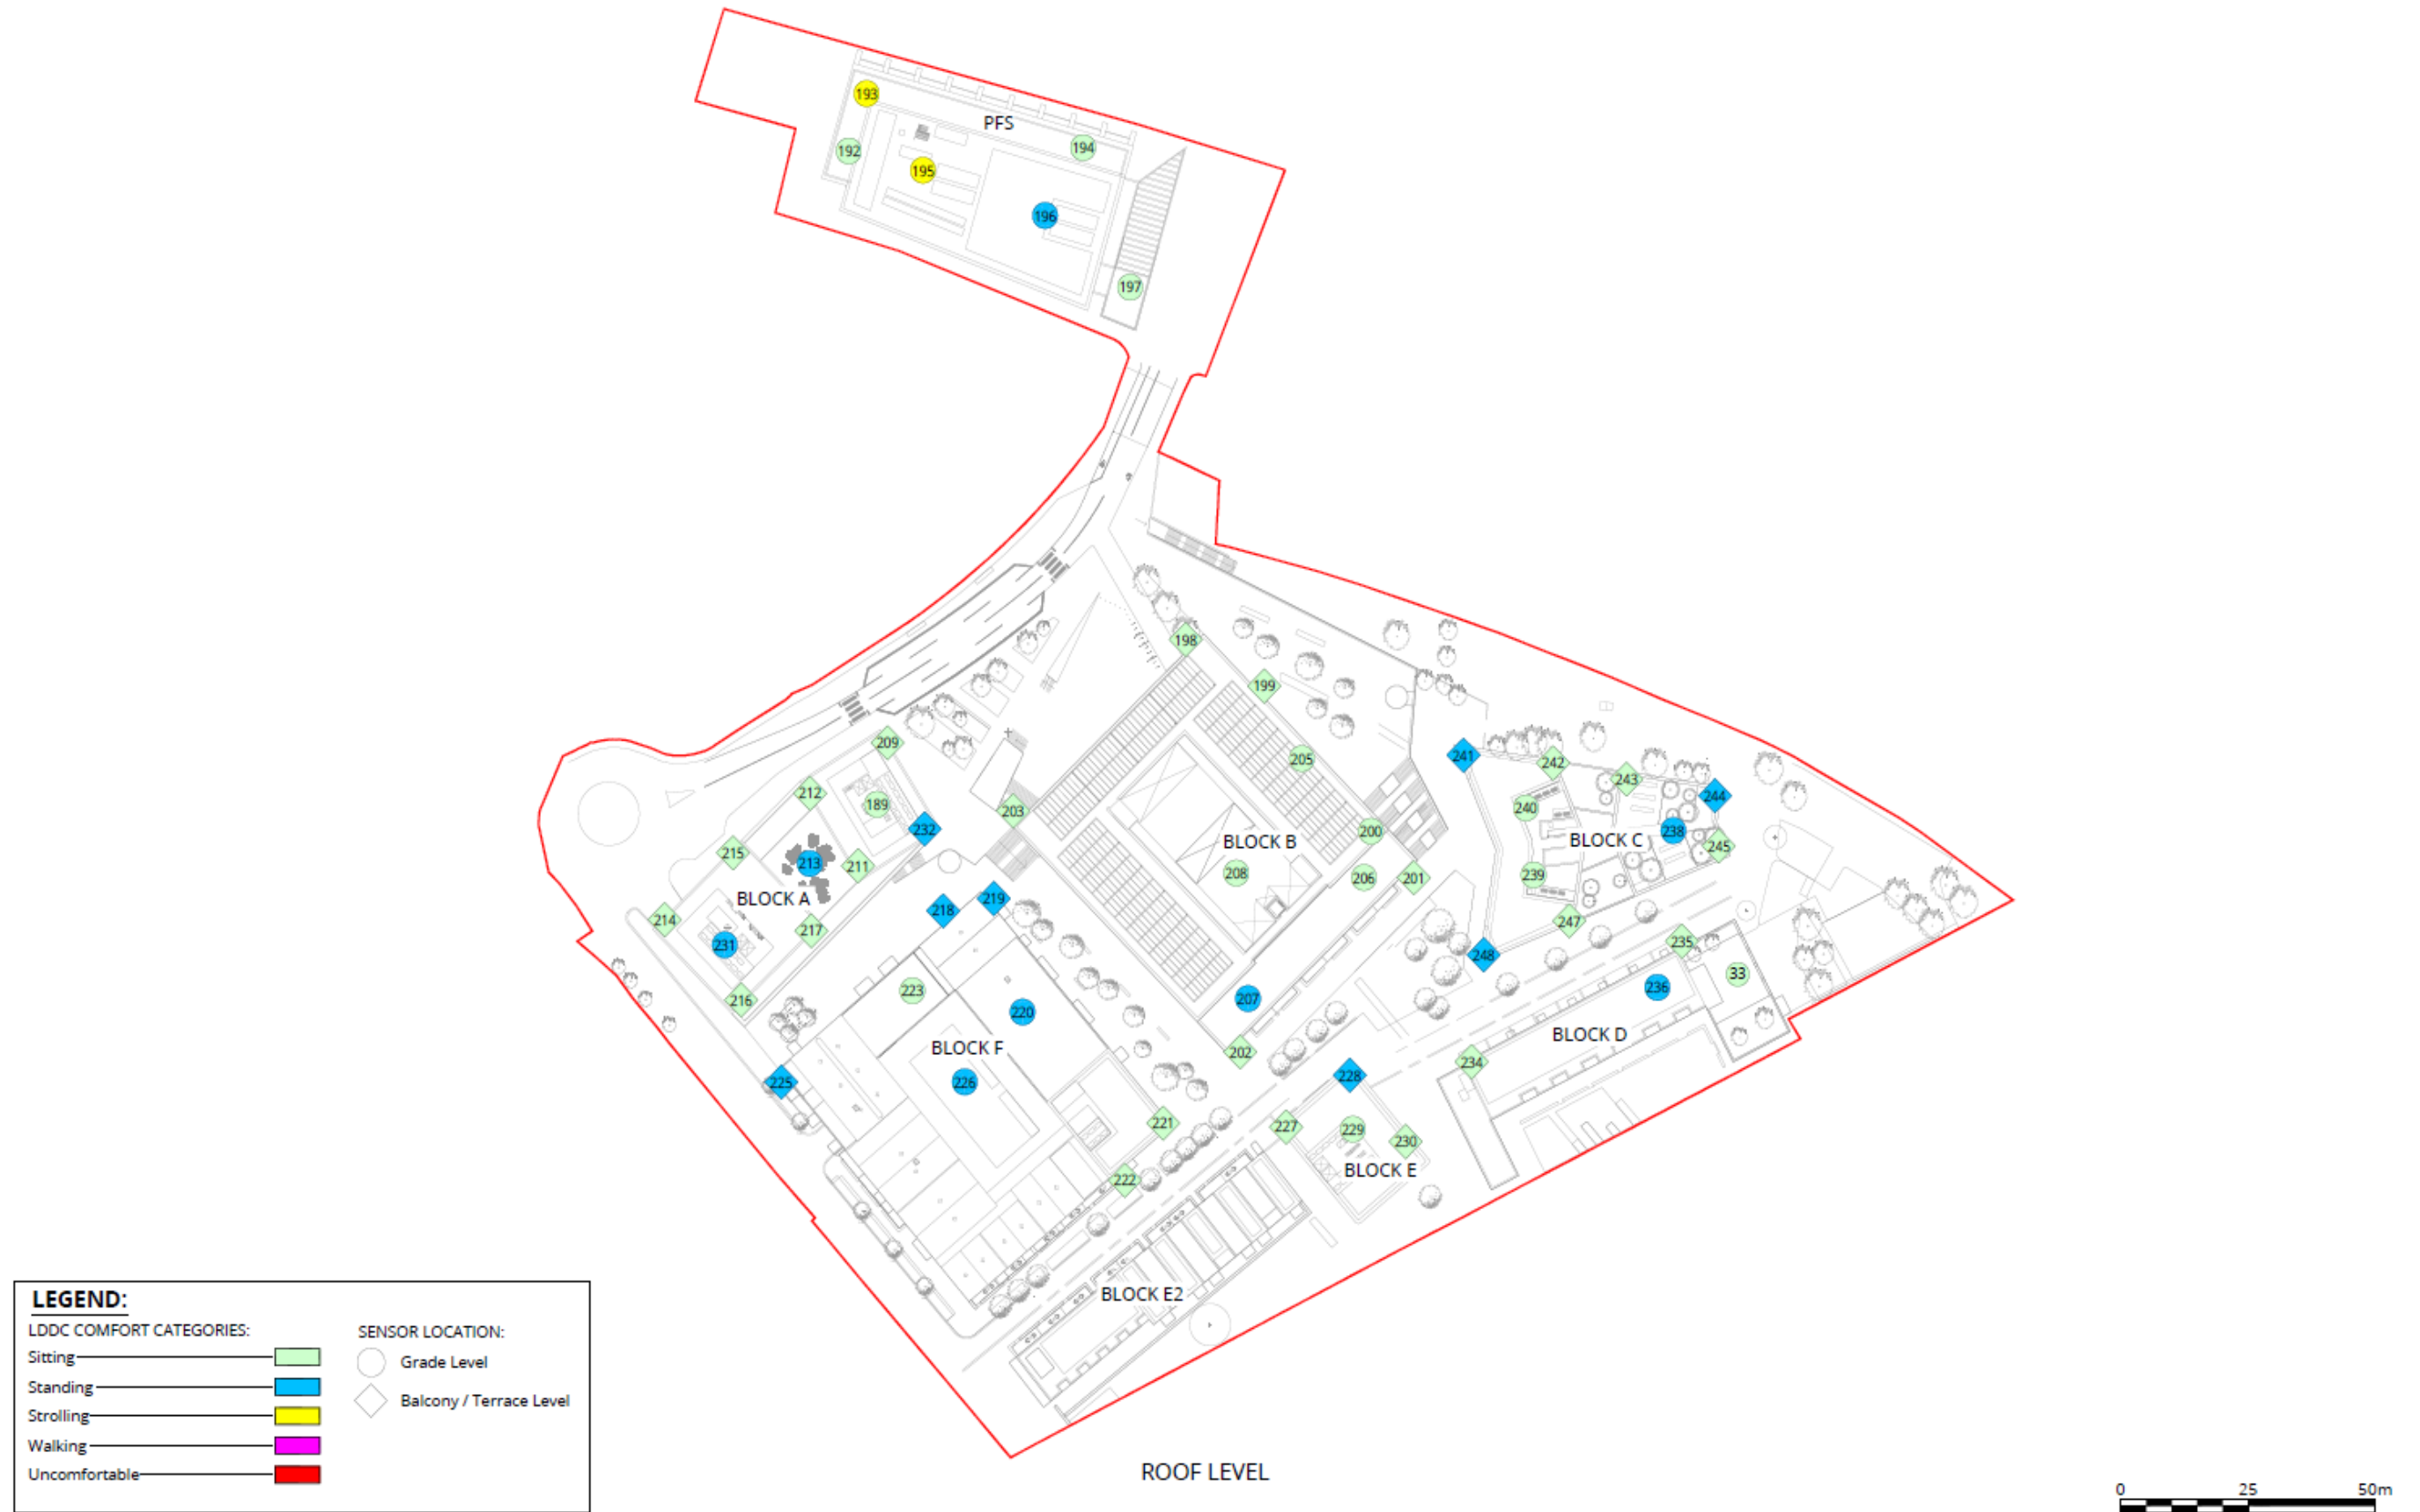 193
PFS
192
194
195
196
197
198
199
209
205
241
242
243
212
244
189
203
240
232
200
238
BLOCK B
BLOCK C
245
215
213
211
208
206
201
239
BLOCK A
219
218
214
217
247
235
231
248
33
223
236
207
216
220
BLOCK D
BLOCK F
202
234
228
225
226
221
227
229
230
BLOCK E
222
BLOCK E2
LEGEND:
LDDC COMFORT CATEGORIES:
Sitting
Standing
Strolling
Walking
Uncomfortable
SENSOR LOCATION:
Grade Level
Balcony / Terrace Level
ROOF LEVEL
0 25 50m